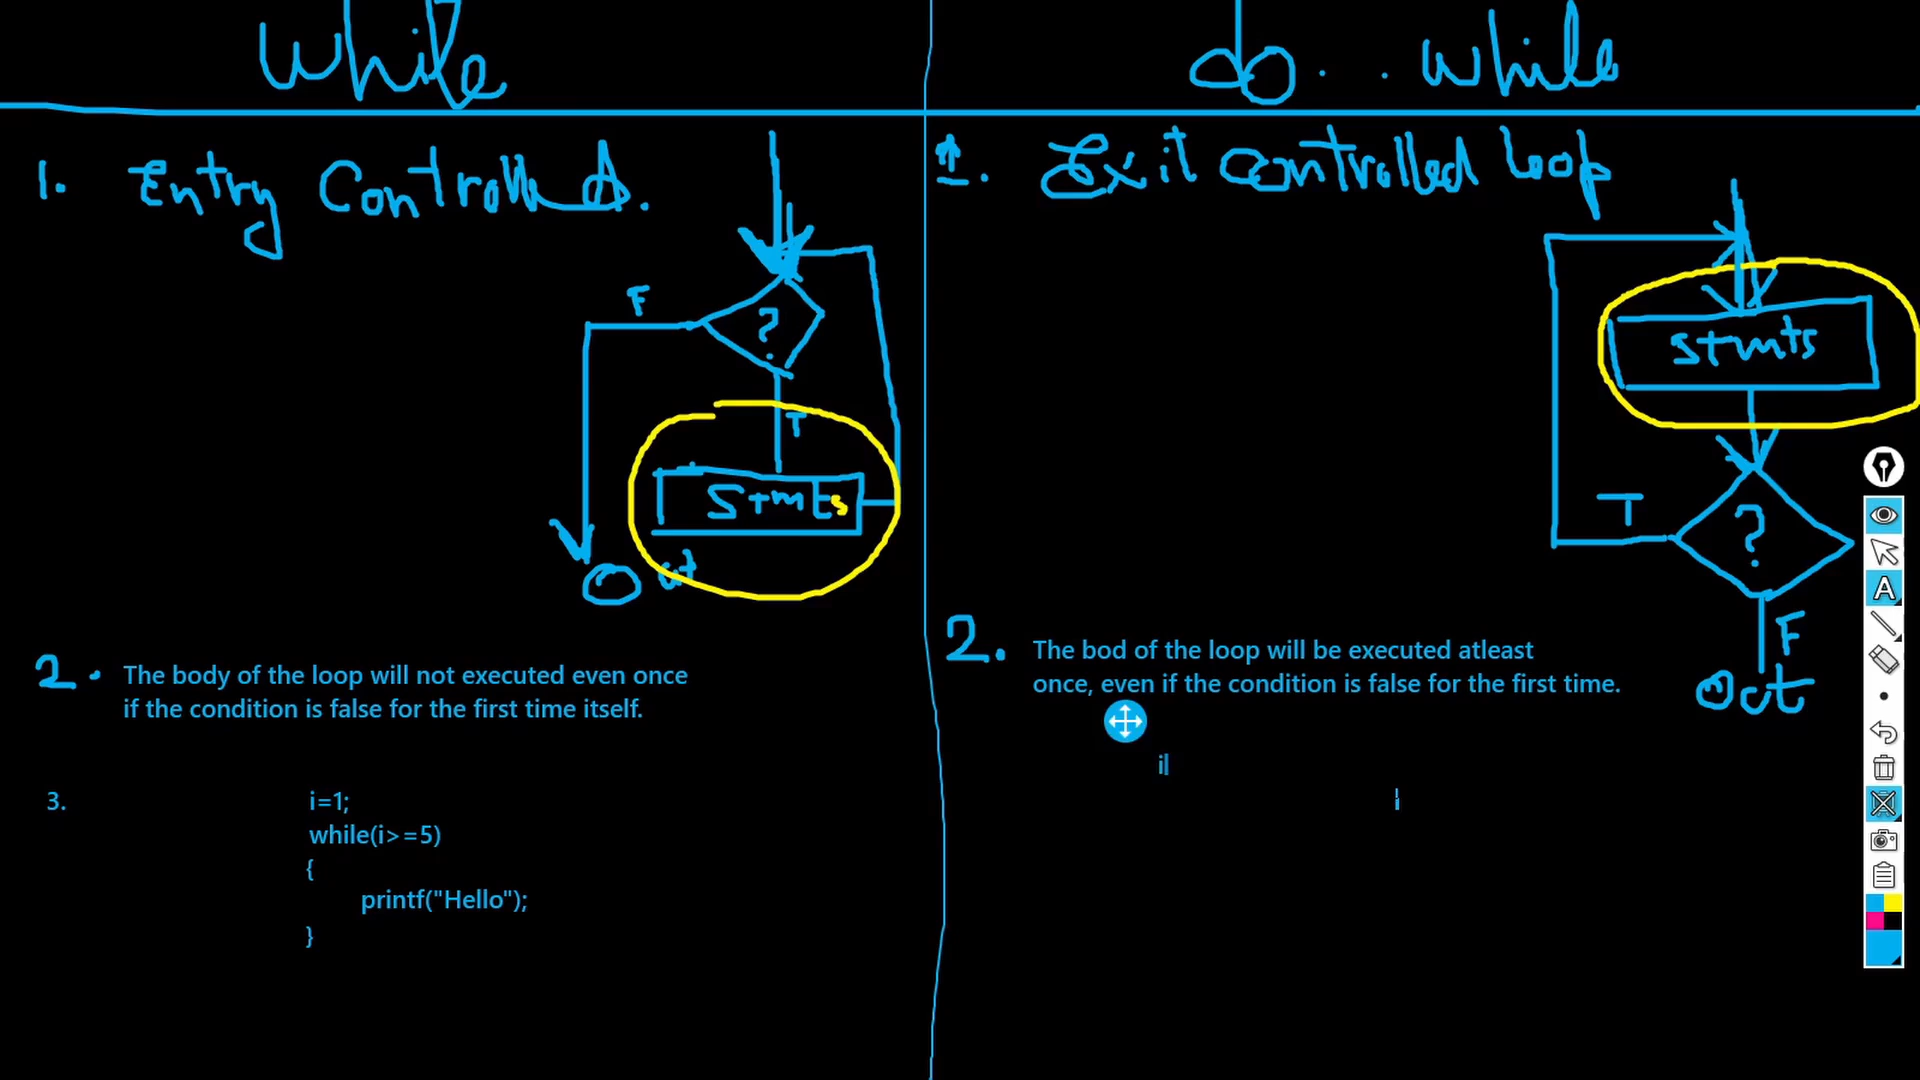 while
1. Entry Controlled.
F
?
T
Stmts
out
2. The body of the loop will not executed even once
if the condition is false for the first time itself.
3.
i=1;
while(i>=5)
{
printf("Hello");
}
do.. while
1. Exit controlled loop
stmts
T
?
F
Out
2. The bod of the loop will be executed atleast
once, even if the condition is false for the first time.
i
A